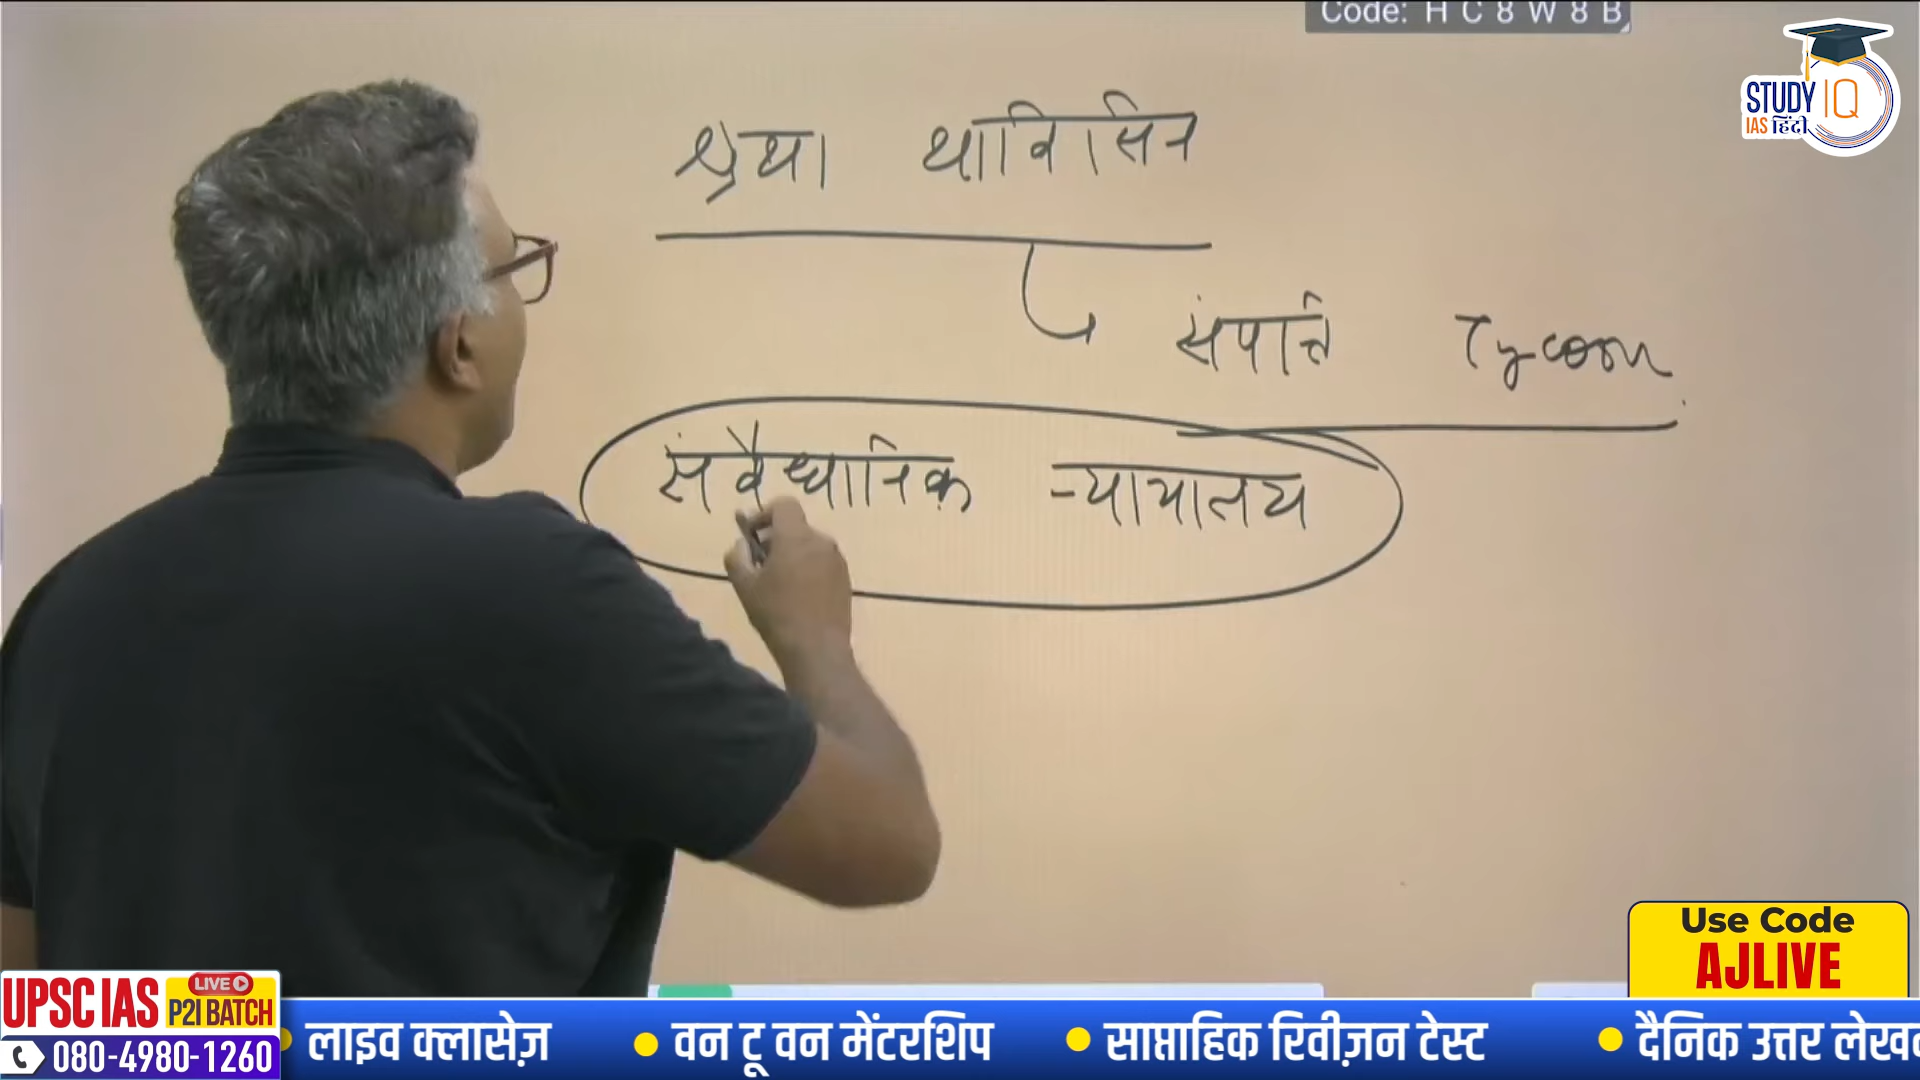 Code: H C 8 W 8 B
STUDY IQ
IAS हिंदी
श्रेथा थाविसिन
संपत्ति Tycoon
संवैधानिक न्यायालय
Use Code
AJLIVE
UPSC IAS LIVE P2I BATCH
080-4980-1260
लाइव क्लासेज़ वन टू वन मेंटरशिप साप्ताहिक रिवीज़न टेस्ट दैनिक उत्तर लेखन